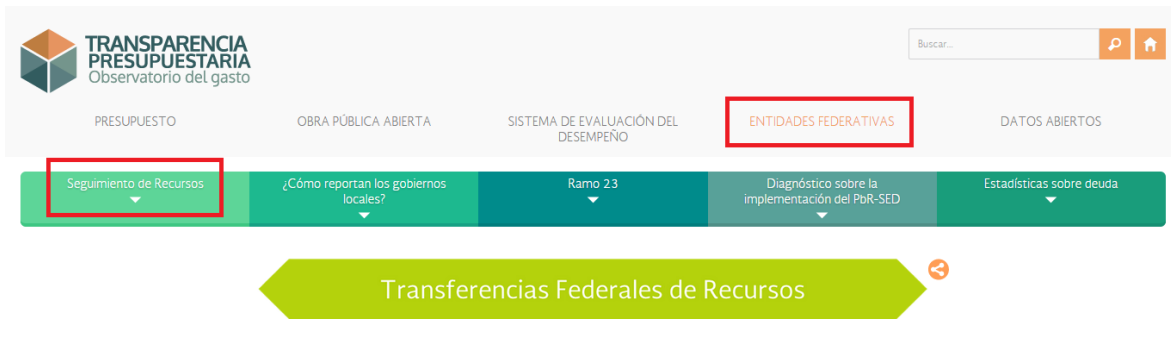 TRANSPARENCIA
PRESUPUESTARIA
Observatorio del gasto
Buscar...
PRESUPUESTO
OBRA PÚBLICA ABIERTA
SISTEMA DE EVALUACIÓN DEL
DESEMPEÑO
ENTIDADES FEDERATIVAS
DATOS ABIERTOS
Seguimiento de Recursos
¿Cómo reportan los gobiernos
locales?
Ramo 23
Diagnóstico sobre la
implementación del PbR-SED
Estadísticas sobre deuda
Transferencias Federales de Recursos